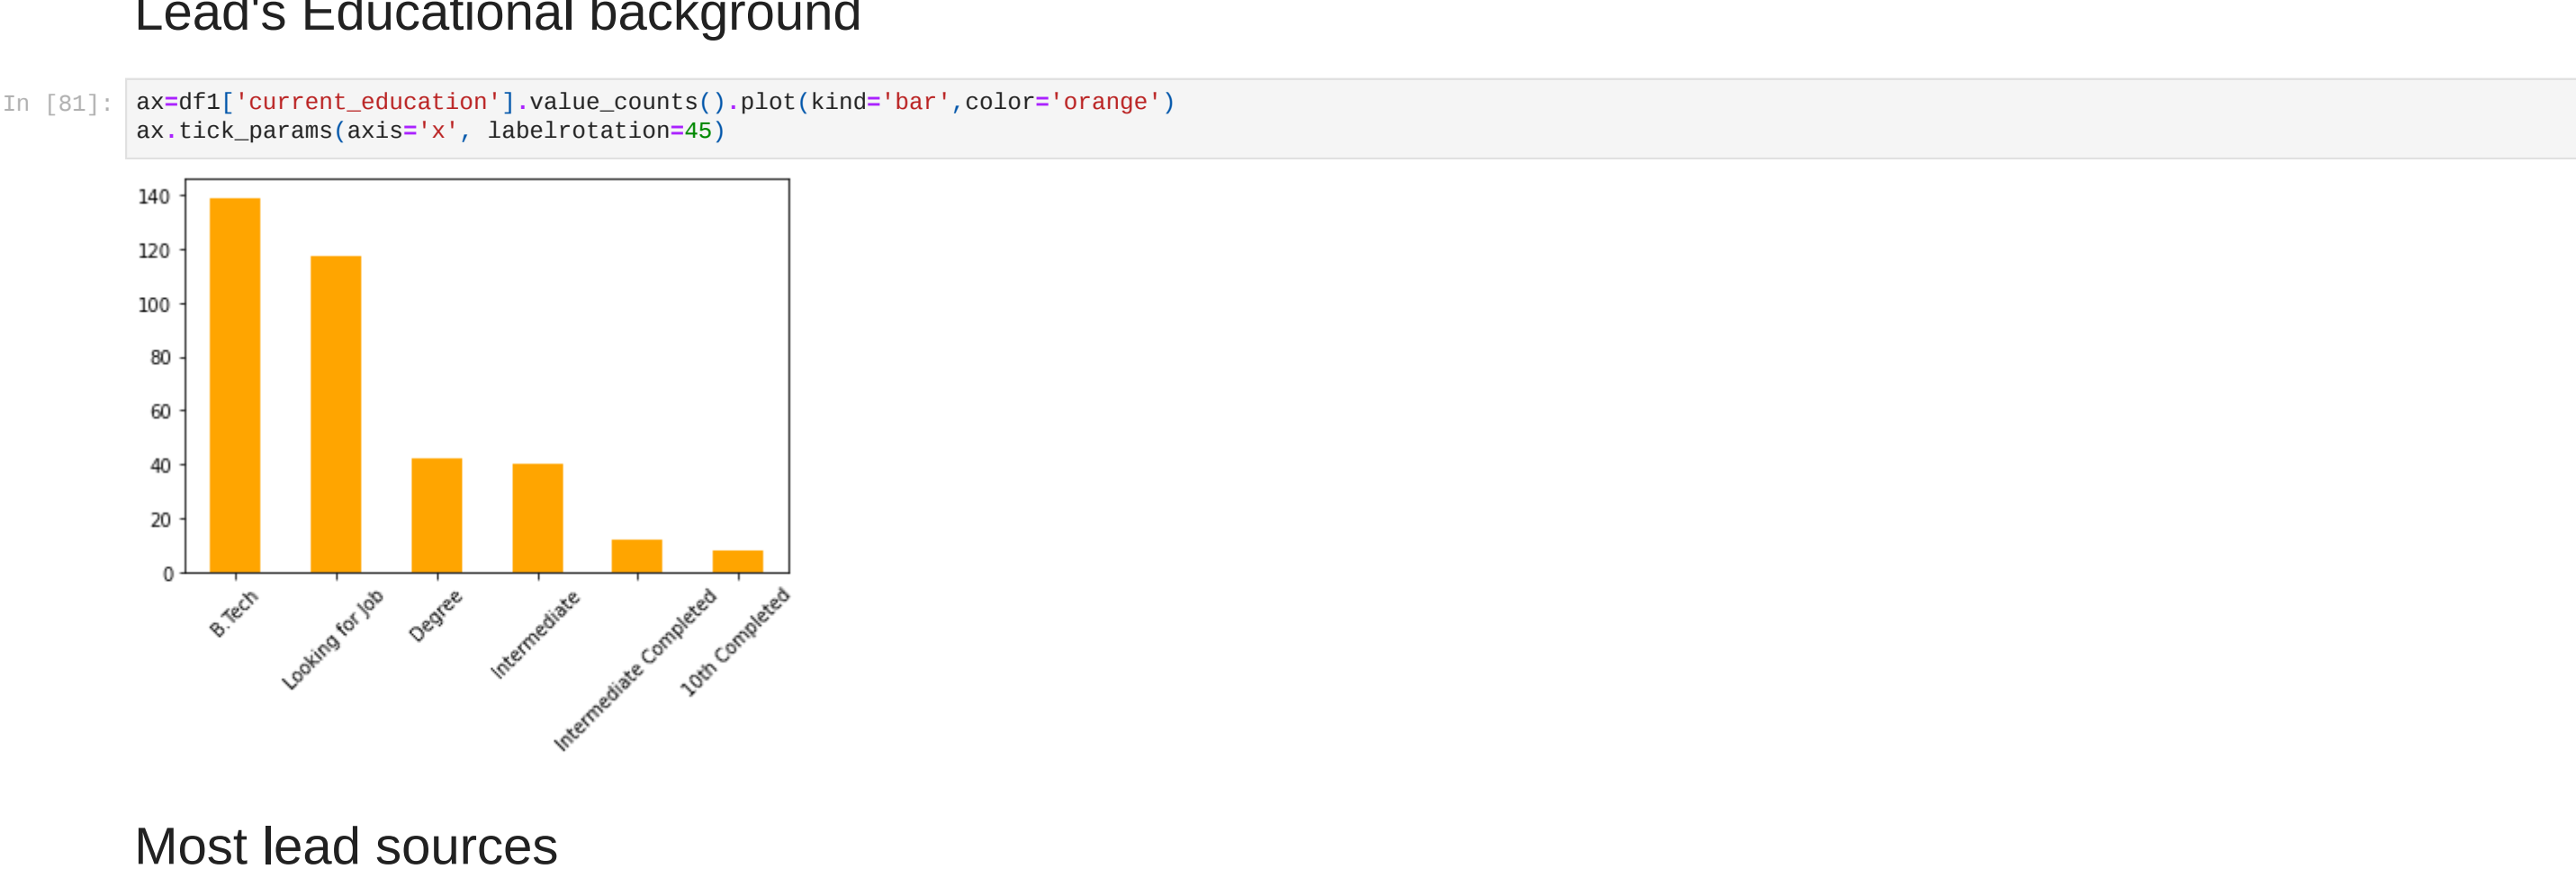 Lead's Educational background
In [81]:
ax=df1['current_education'].value_counts().plot(kind='bar',color='orange')
ax.tick_params(axis='x', labelrotation=45)
140
120
100
80
60
40
20
0
B.Tech
Looking for Job
Degree
Intermediate
Intermediate Completed
10th Completed
Most lead sources